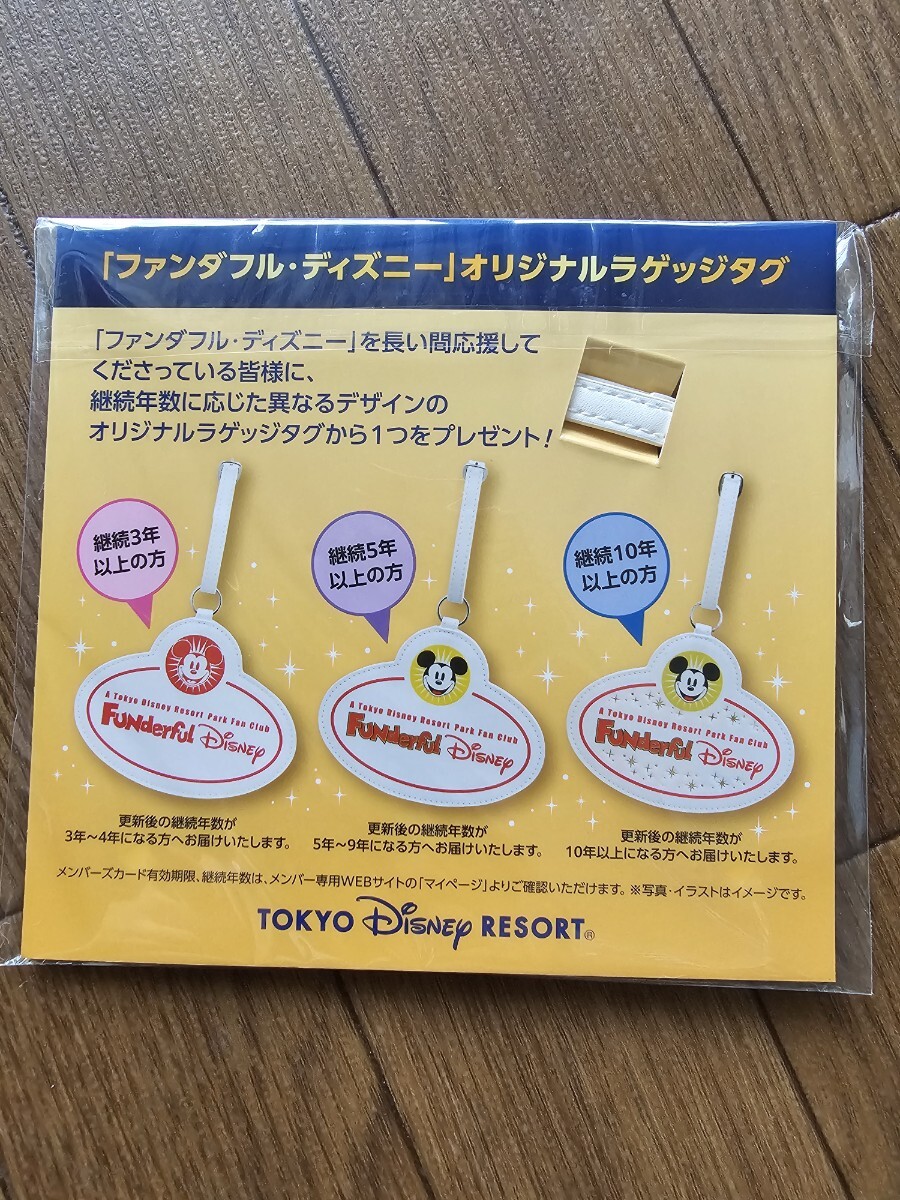 「ファンダフル・ディズニー」オリジナルラゲッジタグ
「ファンダフル・ディズニー」を長い間応援して
くださっている皆様に、
継続年数に応じた異なるデザインの
オリジナルラゲッジタグから1つをプレゼント!
継続3年
以上の方
継続5年
以上の方
継続10年
以上の方
A Tokyo Disney Resort Park Fan Club
FUNderful Disney
A Tokyo Disney Resort Park Fan Club
FUNderful Disney
A Tokyo Disney Resort Park Fan Club
FUNderful Disney
更新後の継続年数が
3年〜4年になる方へお届けいたします。
更新後の継続年数が
5年〜9年になる方へお届けいたします。
更新後の継続年数が
10年以上になる方へお届けいたします。
メンバーズカード有効期限、継続年数は、メンバー専用WEBサイトの「マイページ」よりご確認いただけます。※写真・イラストはイメージです。
TOKYO Disney RESORT®